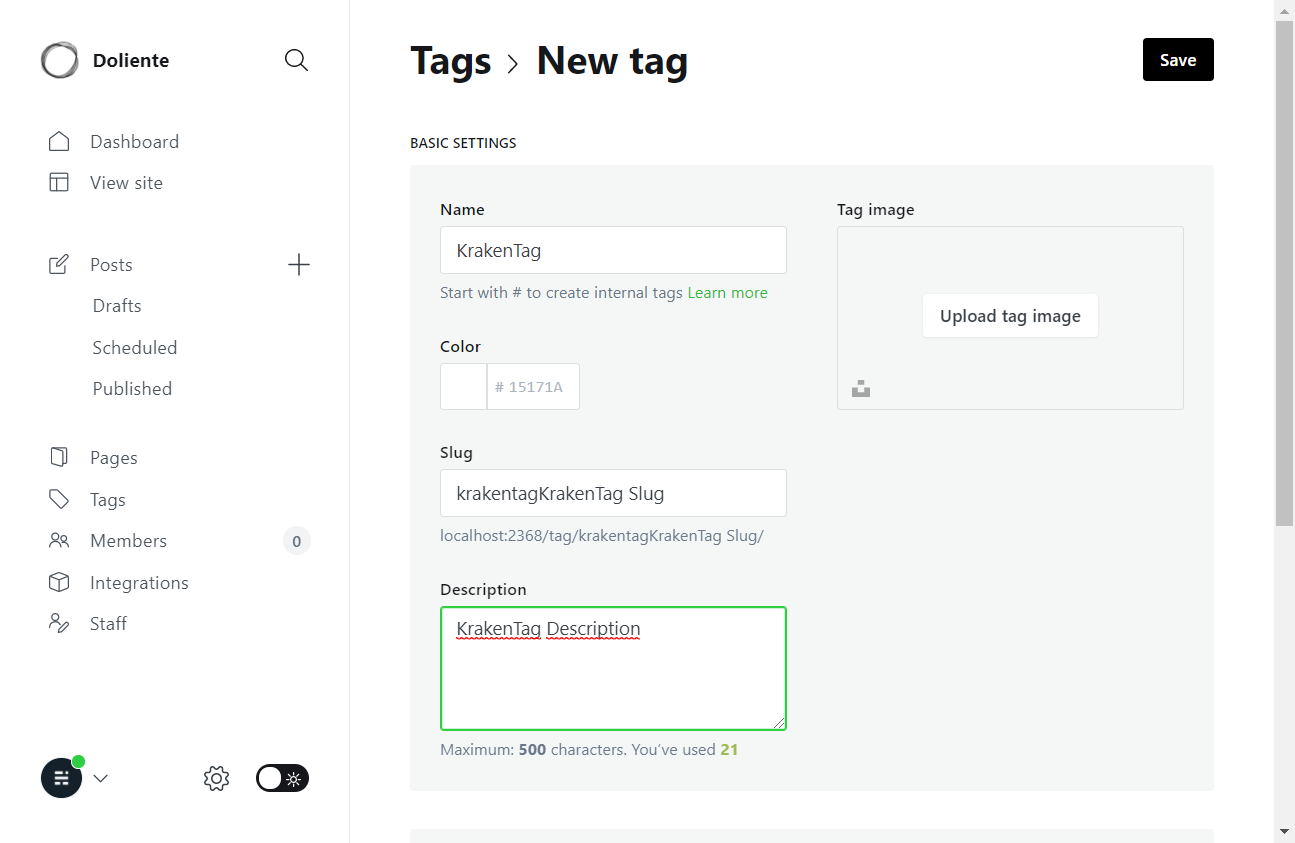 Doliente
Dashboard
View site
Posts
Drafts
Scheduled
Published
Pages
Tags
Members 0
Integrations
Staff
Tags New tag
Save
BASIC SETTINGS
Name
KrakenTag
Start with # to create internal tags Learn more
Color
# 15171A
Slug
krakentagKrakenTag Slug
localhost:2368/tag/krakentagKrakenTag Slug/
Description
KrakenTag Description
Maximum: 500 characters. You’ve used 21
Tag image
Upload tag image